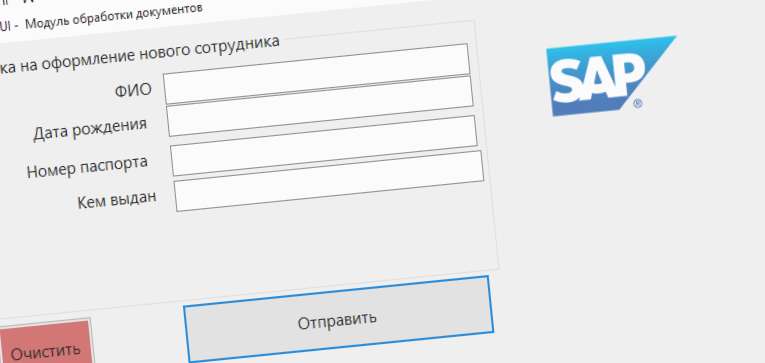 UI - Модуль обработки документов
ка на оформление нового сотрудника
ФИО
Дата рождения
Номер паспорта
Кем выдан
SAP ®
Отправить
Очистить